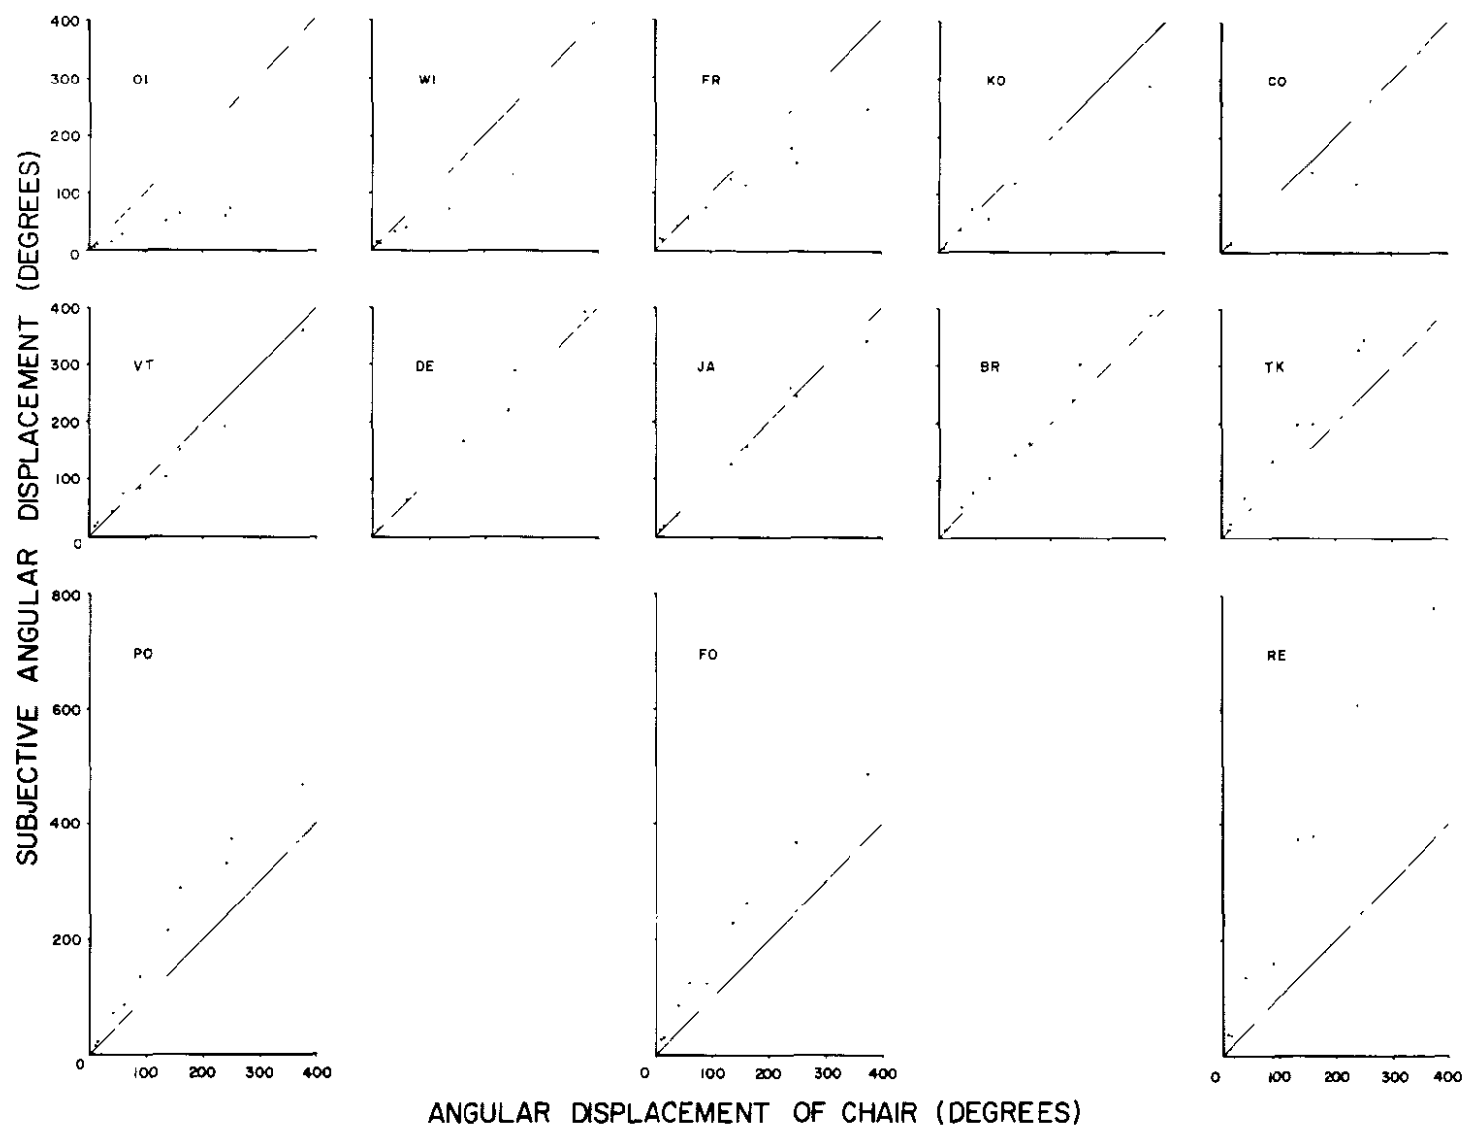 SUBJECTIVE ANGULAR DISPLACEMENT (DEGREES)
400
300
200
100
0
OI
WI
FR
KO
CO
400
300
200
100
0
VT
DE
JA
BR
TK
800
600
400
200
0
PO
FO
RE
100 200 300 400
0 100 200 300 400
0 100 200 300 400
ANGULAR DISPLACEMENT OF CHAIR (DEGREES)